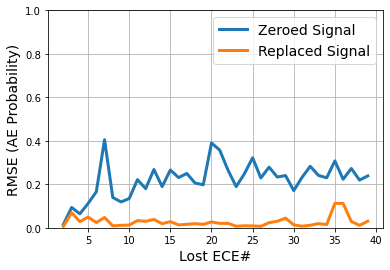 1.0
0.8
0.6
0.4
0.2
0.0
RMSE (AE Probability)
Zeroed Signal
Replaced Signal
5 10 15 20 25 30 35 40
Lost ECE#